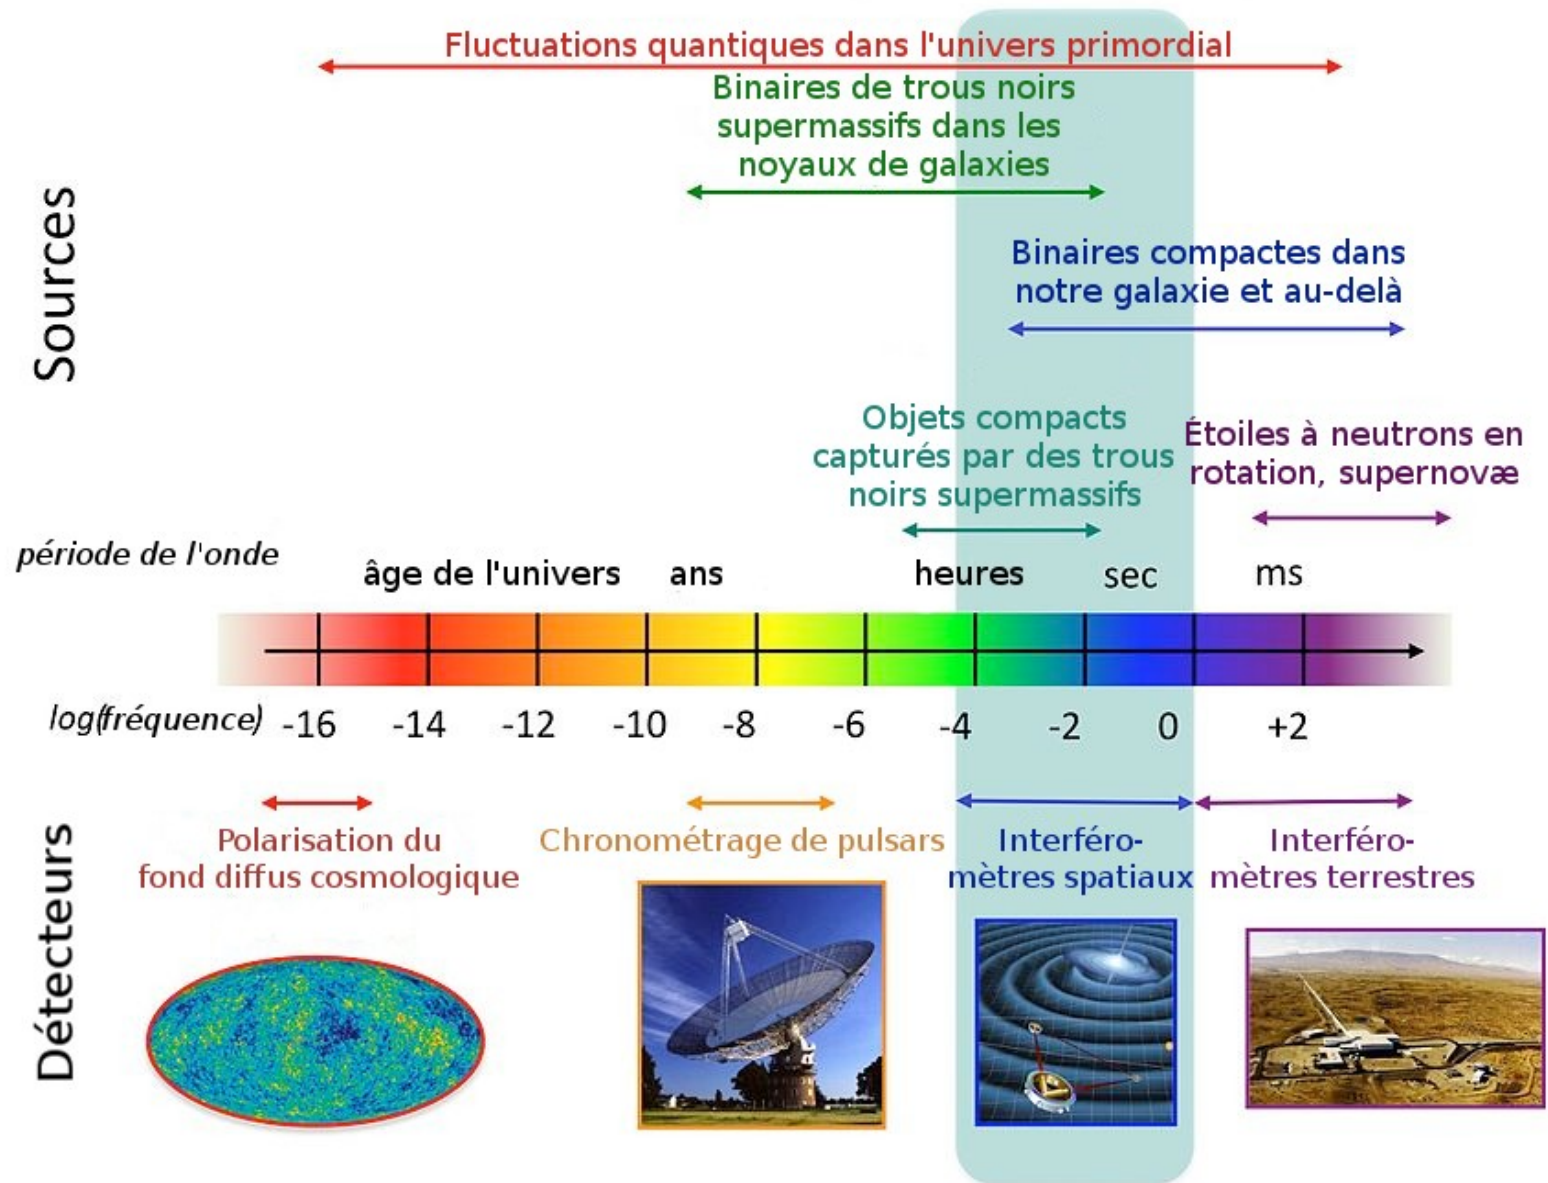 Fluctuations quantiques dans l'univers primordial
Binaires de trous noirs
supermassifs dans les
noyaux de galaxies
Sources
Binaires compactes dans
notre galaxie et au-delà
Objets compacts
capturés par des trous
noirs supermassifs
Étoiles à neutrons en
rotation, supernovæ
période de l'onde
âge de l'univers ans heures sec ms
log(fréquence) -16 -14 -12 -10 -8 -6 -4 -2 0 +2
Détecteurs
Polarisation du
fond diffus cosmologique
Chronométrage de pulsars
Interféro-
mètres spatiaux
Interféro-
mètres terrestres